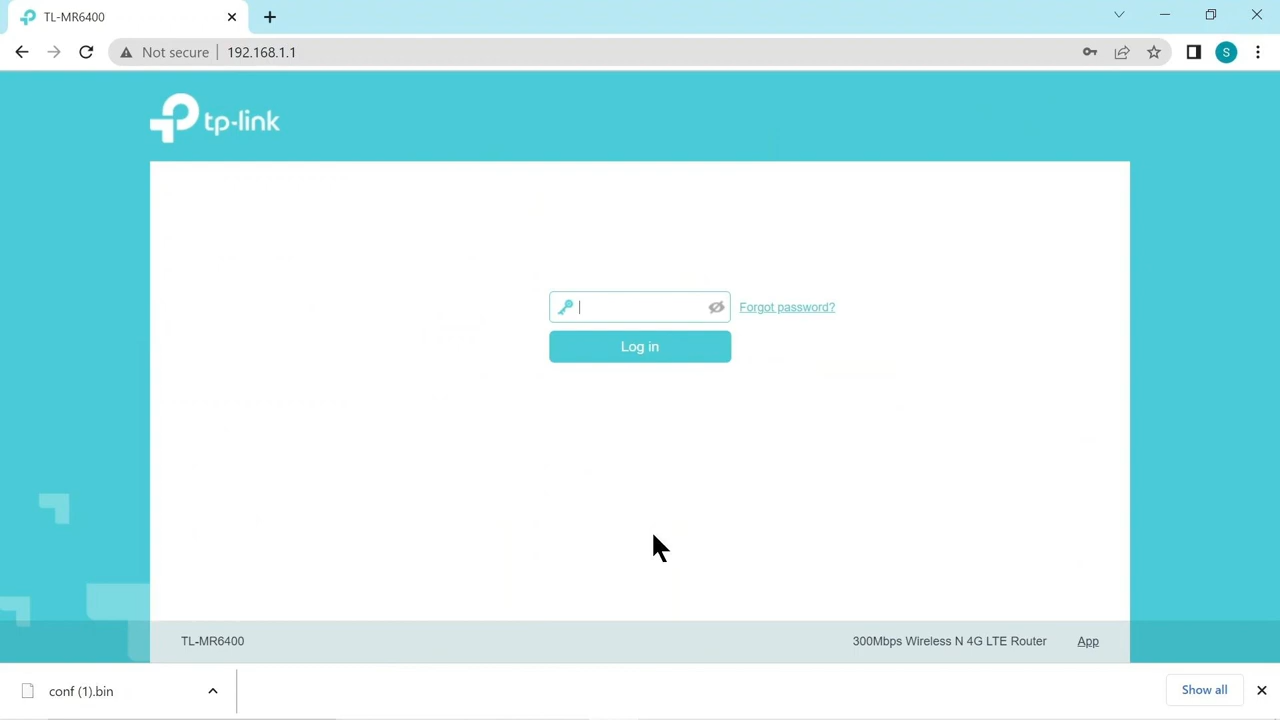 TL-MR6400
Not secure 192.168.1.1
S
tp-link
Forgot password?
Log in
TL-MR6400 300Mbps Wireless N 4G LTE Router App
conf (1).bin Show all